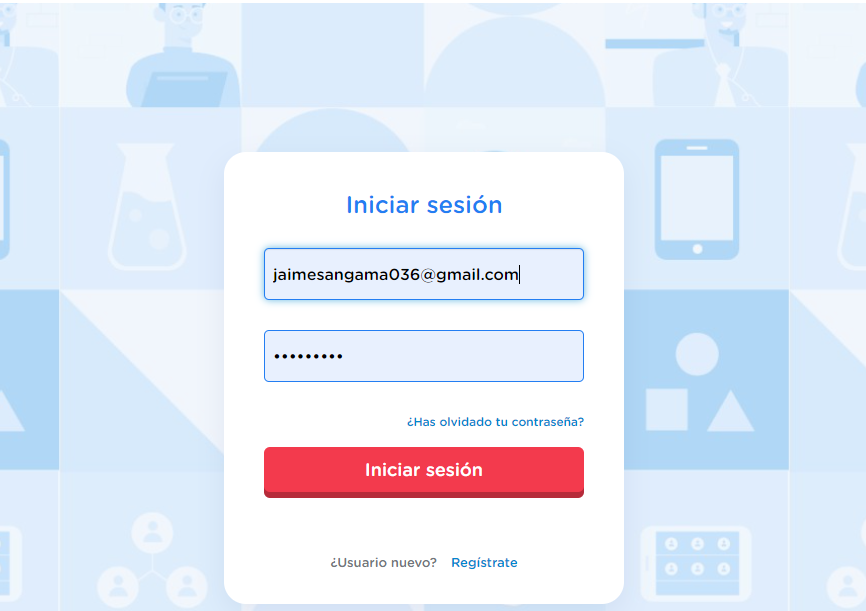 Iniciar sesión
jaimesangama036@gmail.com
•••••••••
¿Has olvidado tu contraseña?
Iniciar sesión
¿Usuario nuevo? Regístrate